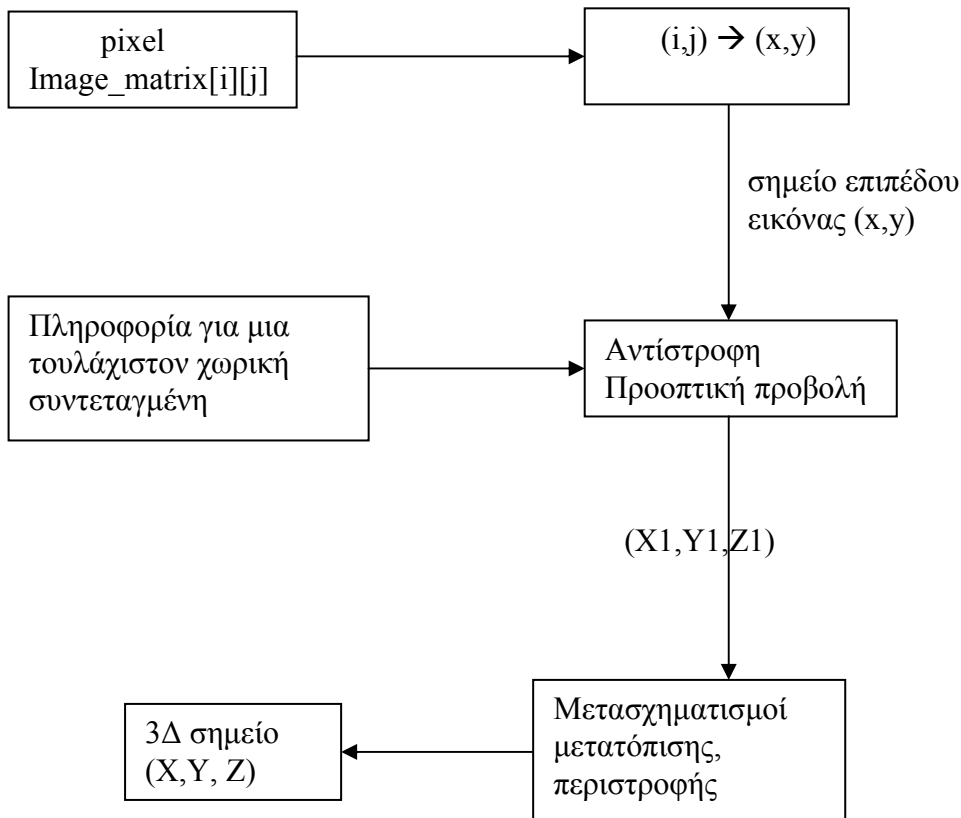 pixel
Image_matrix[i][j]
(i,j) → (x,y)
σημείο επιπέδου
εικόνας (x,y)
Πληροφορία για μια
τουλάχιστον χωρική
συντεταγμένη
Αντίστροφη
Προοπτική προβολή
(X1,Y1,Z1)
Μετασχηματισμοί
μετατόπισης,
περιστροφής
3Δ σημείο
(X,Y, Z)